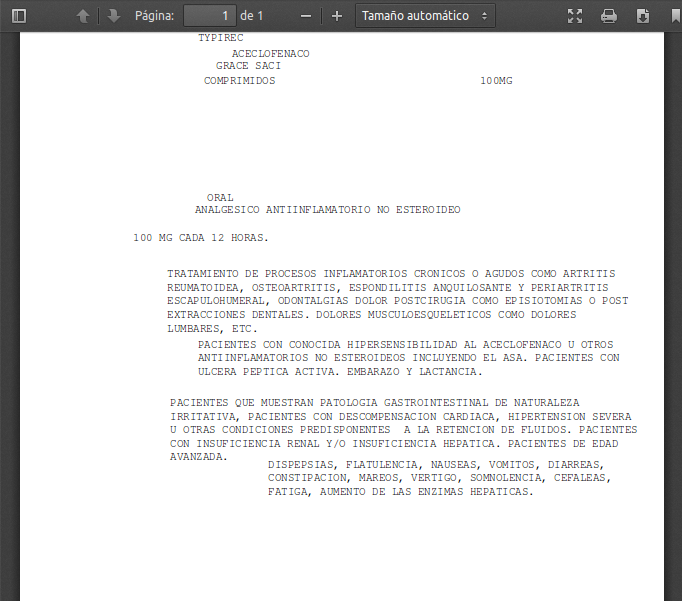 Página: 1 de 1 Tamaño automático
TYPIREC
ACECLOFENACO
GRACE SACI
COMPRIMIDOS 100MG
ORAL
ANALGESICO ANTIINFLAMATORIO NO ESTEROIDEO
100 MG CADA 12 HORAS.
TRATAMIENTO DE PROCESOS INFLAMATORIOS CRONICOS O AGUDOS COMO ARTRITIS
REUMATOIDEA, OSTEOARTRITIS, ESPONDILITIS ANQUILOSANTE Y PERIARTRITIS
ESCAPULOHUMERAL, ODONTALGIAS DOLOR POSTCIRUGIA COMO EPISIOTOMIAS O POST
EXTRACCIONES DENTALES. DOLORES MUSCULOESQUELETICOS COMO DOLORES
LUMBARES, ETC.
PACIENTES CON CONOCIDA HIPERSENSIBILIDAD AL ACECLOFENACO U OTROS
ANTIINFLAMATORIOS NO ESTEROIDEOS INCLUYENDO EL ASA. PACIENTES CON
ULCERA PEPTICA ACTIVA. EMBARAZO Y LACTANCIA.
PACIENTES QUE MUESTRAN PATOLOGIA GASTROINTESTINAL DE NATURALEZA
IRRITATIVA, PACIENTES CON DESCOMPENSACION CARDIACA, HIPERTENSION SEVERA
U OTRAS CONDICIONES PREDISPONENTES A LA RETENCION DE FLUIDOS. PACIENTES
CON INSUFICIENCIA RENAL Y/O INSUFICIENCIA HEPATICA. PACIENTES DE EDAD
AVANZADA.
DISPEPSIAS, FLATULENCIA, NAUSEAS, VOMITOS, DIARREAS,
CONSTIPACION, MAREOS, VERTIGO, SOMNOLENCIA, CEFALEAS,
FATIGA, AUMENTO DE LAS ENZIMAS HEPATICAS.